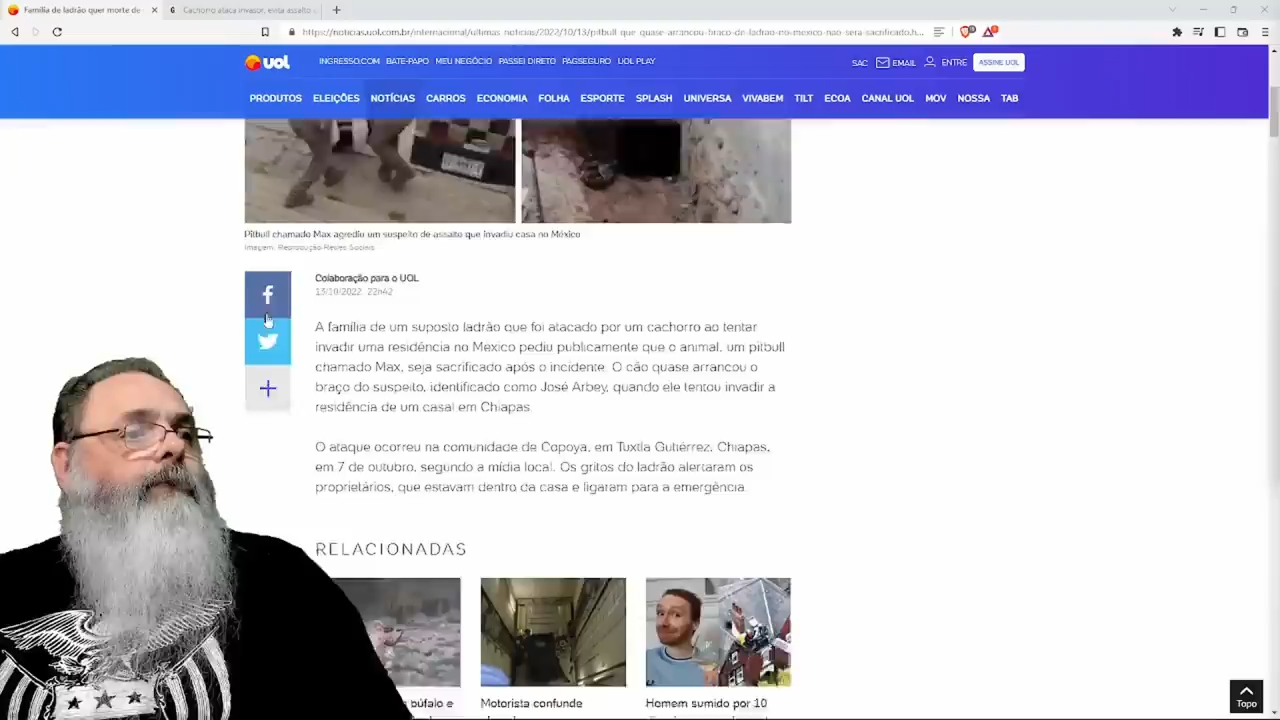 Família de ladrão quer morte de
Cachorro ataca invasor, evita assalto
https://noticias.uol.com.br/internacional/ultimas-noticias/2022/10/13/pitbull-que-quase-arrancou-braco-de-ladrao-no-mexico-nao-sera-sacrificado.h...
UOL
INGRESSO.COM BATE-PAPO MEU NEGÓCIO PASSEI DIRETO PAGSEGURO UOL PLAY
SAC EMAIL ENTRE ASSINE UOL
PRODUTOS ELEIÇÕES NOTÍCIAS CARROS ECONOMIA FOLHA ESPORTE SPLASH UNIVERSA VIVABEM TILT ECOA CANAL UOL MOV NOSSA TAB
Pitbull chamado Max agrediu um suspeito de assalto que invadiu casa no México
Imagem: Reprodução/Redes Sociais
Colaboração para o UOL
13/10/2022 22h42
A família de um suposto ladrão que foi atacado por um cachorro ao tentar
invadir uma residência no México pediu publicamente que o animal, um pitbull
chamado Max, seja sacrificado após o incidente. O cão quase arrancou o
braço do suspeito, identificado como José Arbey, quando ele tentou invadir a
residência de um casal em Chiapas.
O ataque ocorreu na comunidade de Copoya, em Tuxtla Gutiérrez, Chiapas,
em 7 de outubro, segundo a mídia local. Os gritos do ladrão alertaram os
proprietários, que estavam dentro da casa e ligaram para a emergência.
RELACIONADAS
búfalo e
Motorista confunde
Homem sumido por 10
Topo